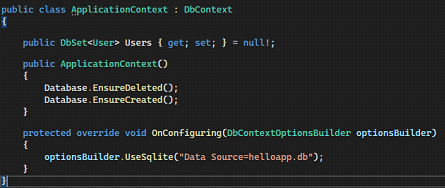 public class ApplicationContext : DbContext
{
public DbSet<User> Users { get; set; } = null!;
public ApplicationContext()
{
Database.EnsureDeleted();
Database.EnsureCreated();
}
protected override void OnConfiguring(DbContextOptionsBuilder optionsBuilder)
{
optionsBuilder.UseSqlite("Data Source=helloapp.db");
}
}